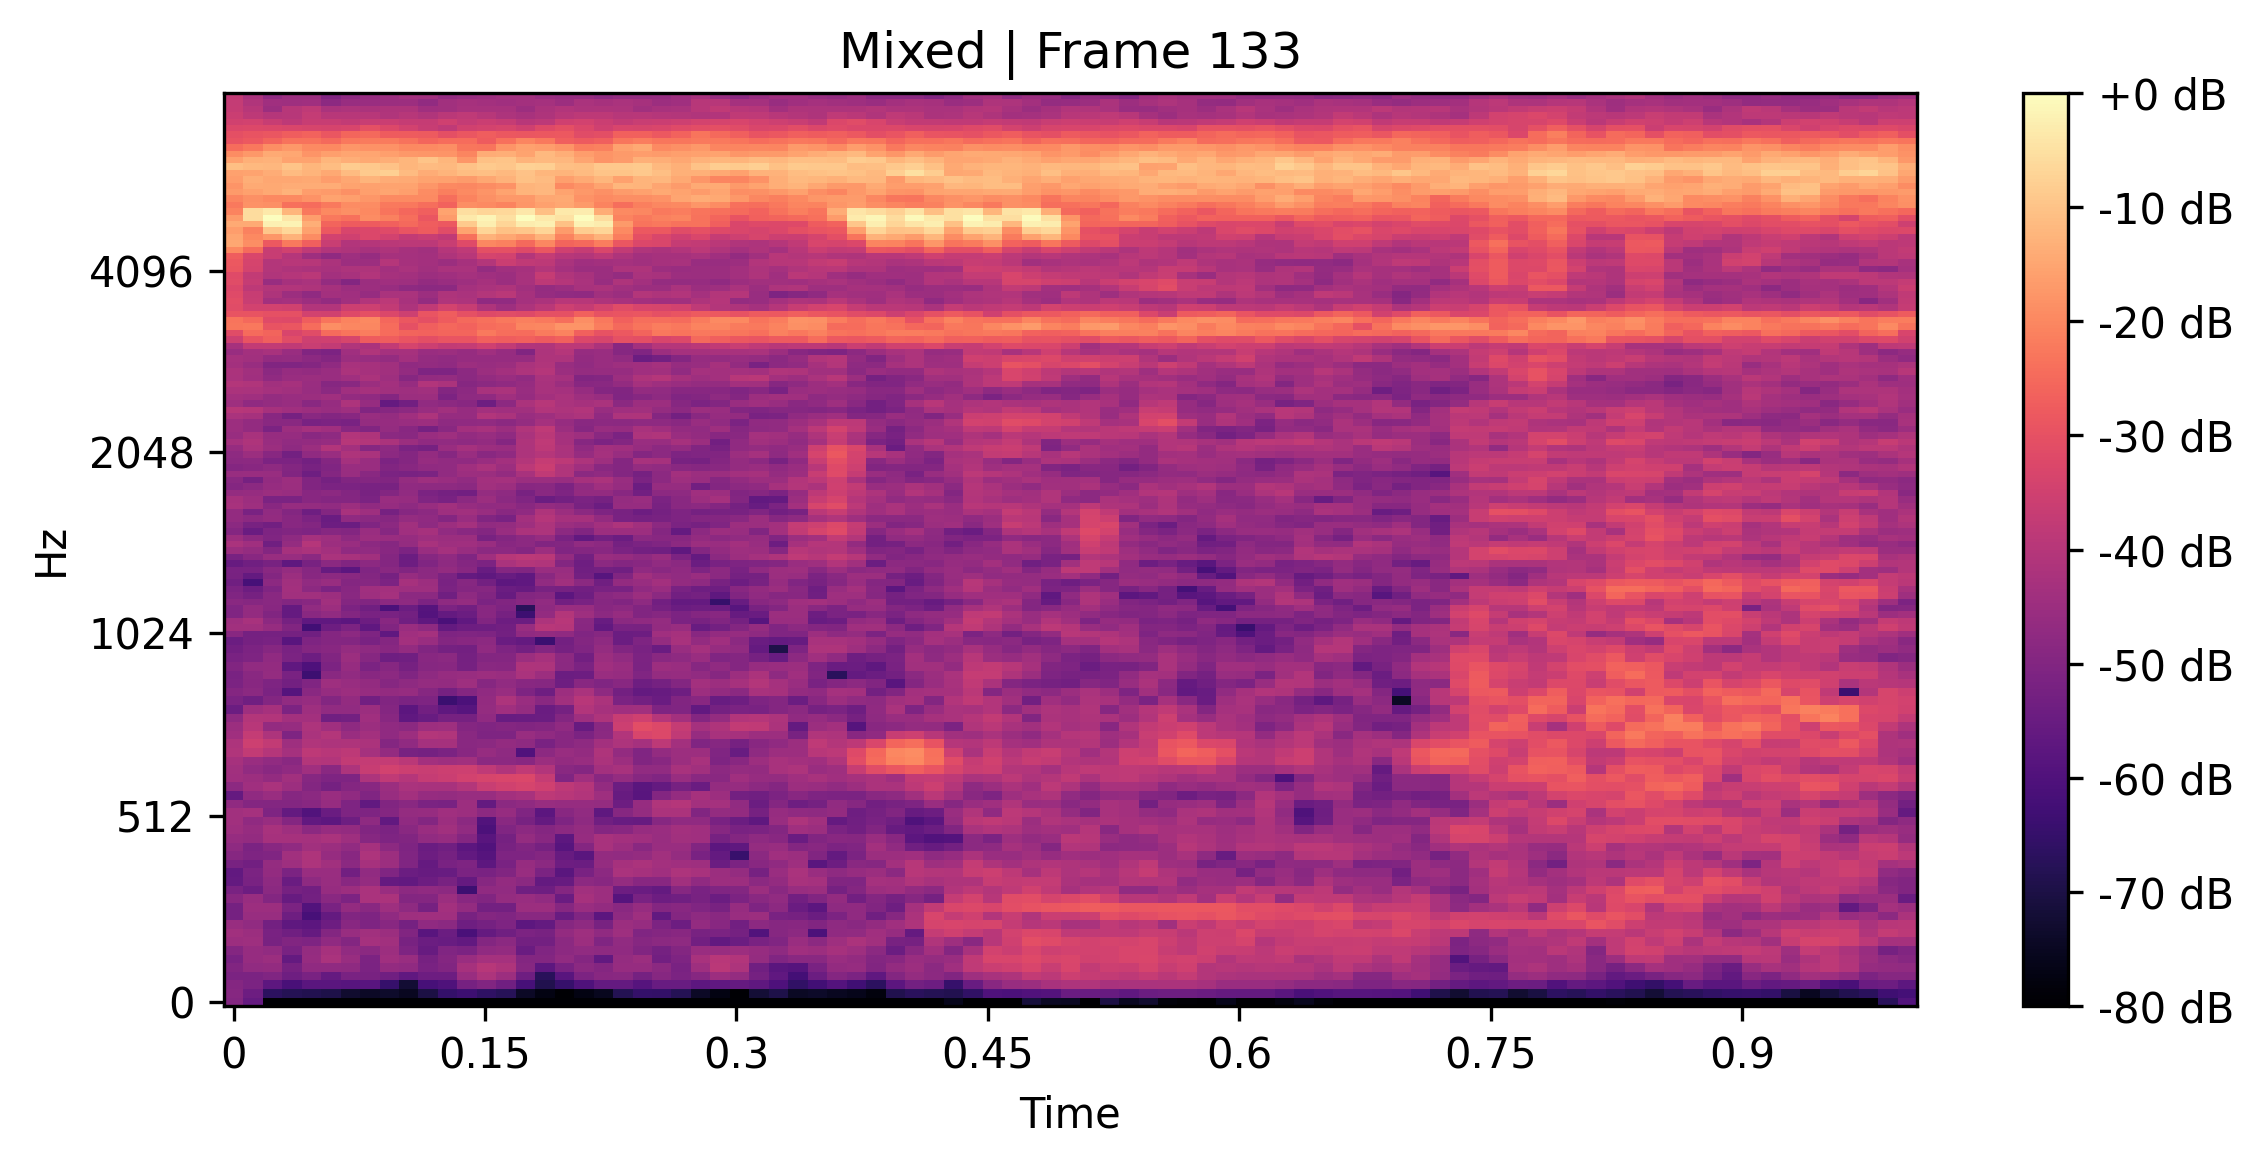 Mixed | Frame 133
+0 dB
-10 dB
-20 dB
-30 dB
-40 dB
-50 dB
-60 dB
-70 dB
-80 dB
4096
2048
1024
512
0
Hz
0 0.15 0.3 0.45 0.6 0.75 0.9
Time